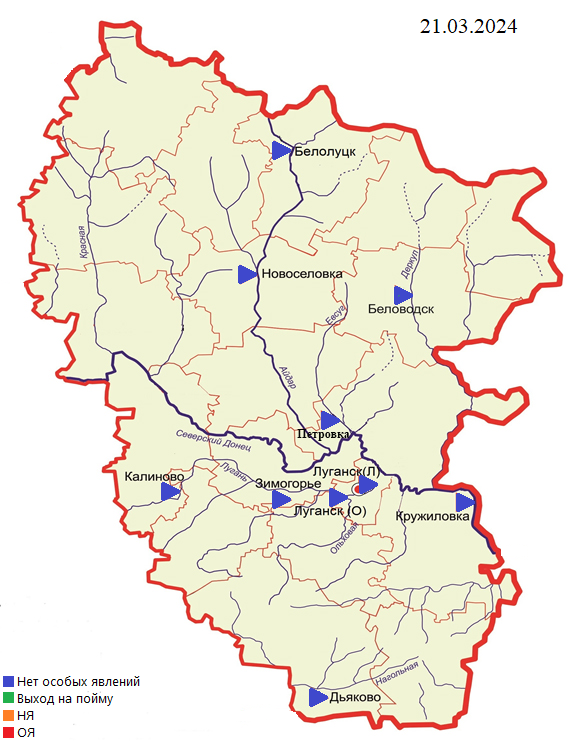 21.03.2024
Белолуцк
Красная
Деркул
Новоселовка
Беловодск
Евсуг
Айдар
Петровка
Северский Донец
Лугань
Луганск(Л)
Калиново
Зимогорье
Луганск (О)
Кружиловка
Ольховая
Нагольная
Дьяково
Нет особых явлений
Выход на пойму
НЯ
ОЯ